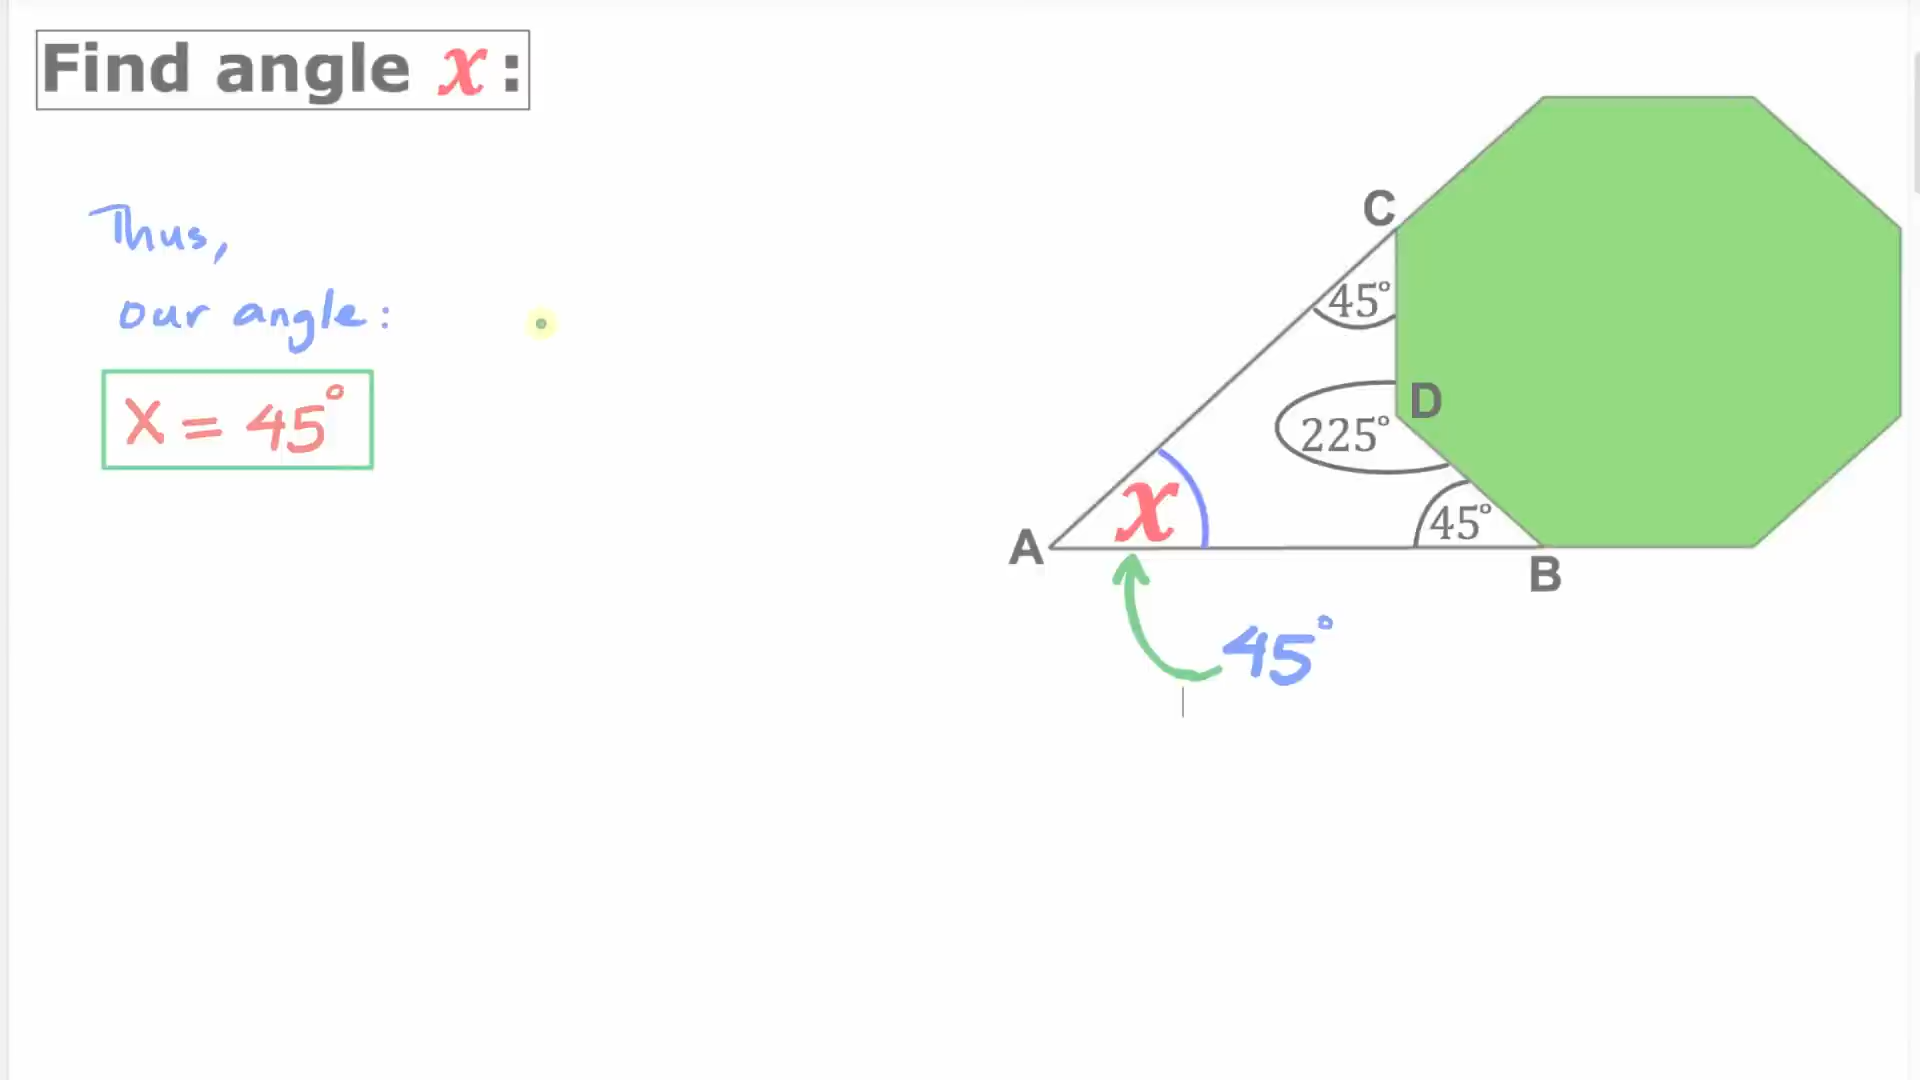 Find angle x:
Thus,
our angle:
X = 45°
C
45°
D
225°
x
45°
A
B
45°